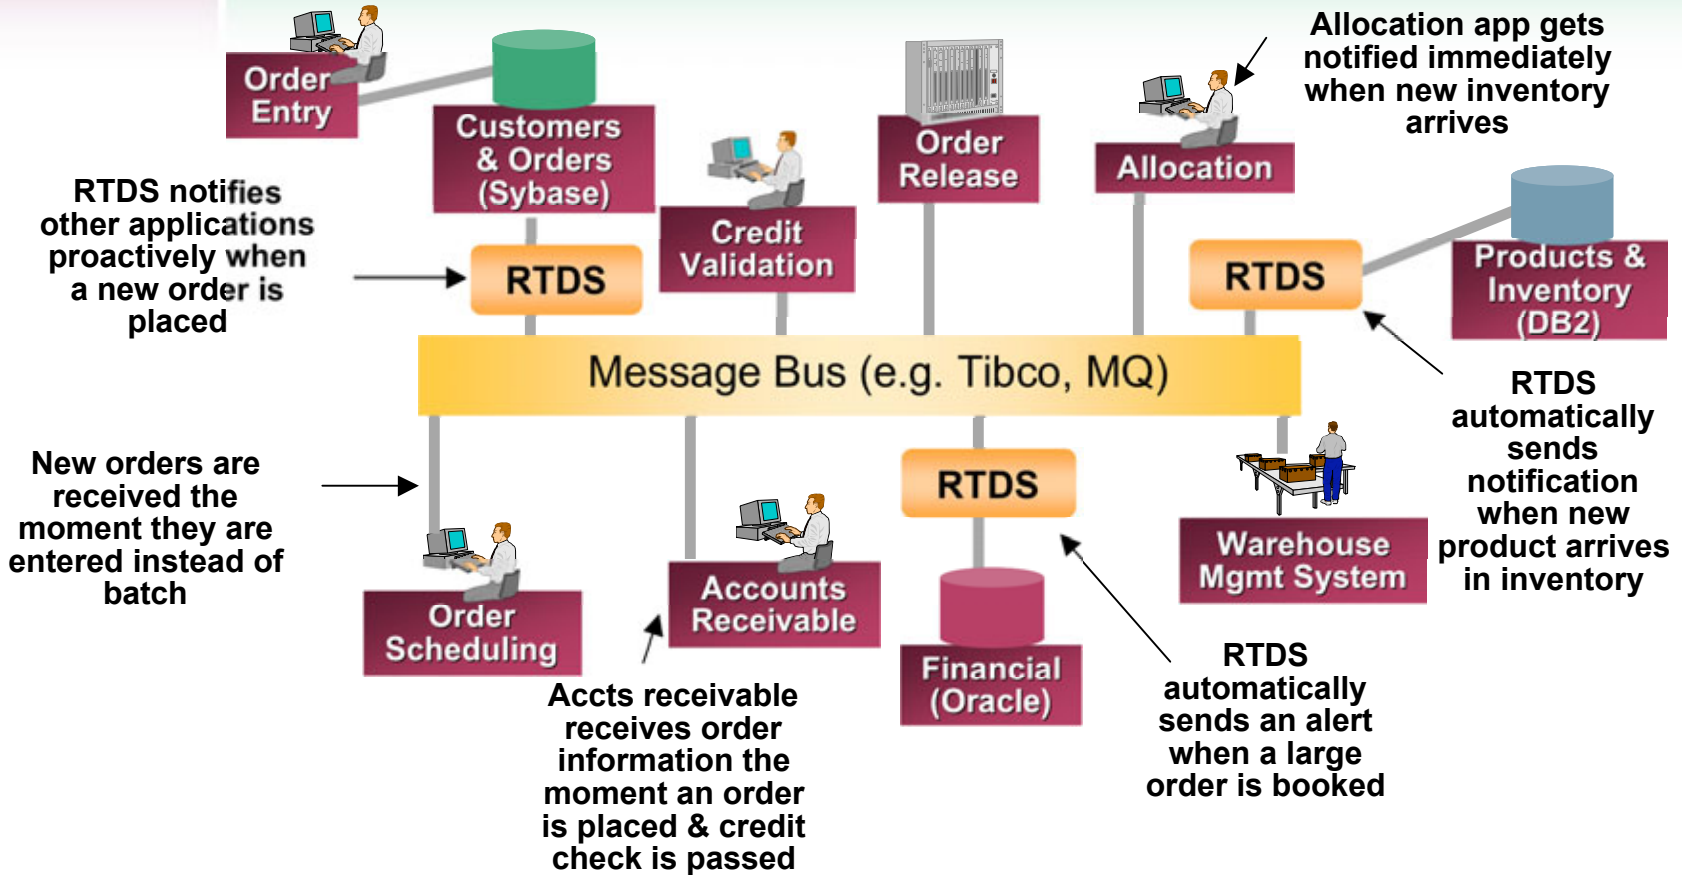 Order
Entry
Customers
& Orders
(Sybase)
Credit
Validation
Order
Release
Allocation
Allocation app gets
notified immediately
when new inventory
arrives
RTDS notifies
other applications
proactively when
a new order is
placed
RTDS
RTDS
Products &
Inventory
(DB2)
Message Bus (e.g. Tibco, MQ)
RTDS
automatically
sends
notification
when new
product arrives
in inventory
New orders are
received the
moment they are
entered instead of
batch
Order
Scheduling
Accounts
Receivable
RTDS
Financial
(Oracle)
Warehouse
Mgmt System
Accts receivable
receives order
information the
moment an order
is placed & credit
check is passed
RTDS
automatically
sends an alert
when a large
order is booked